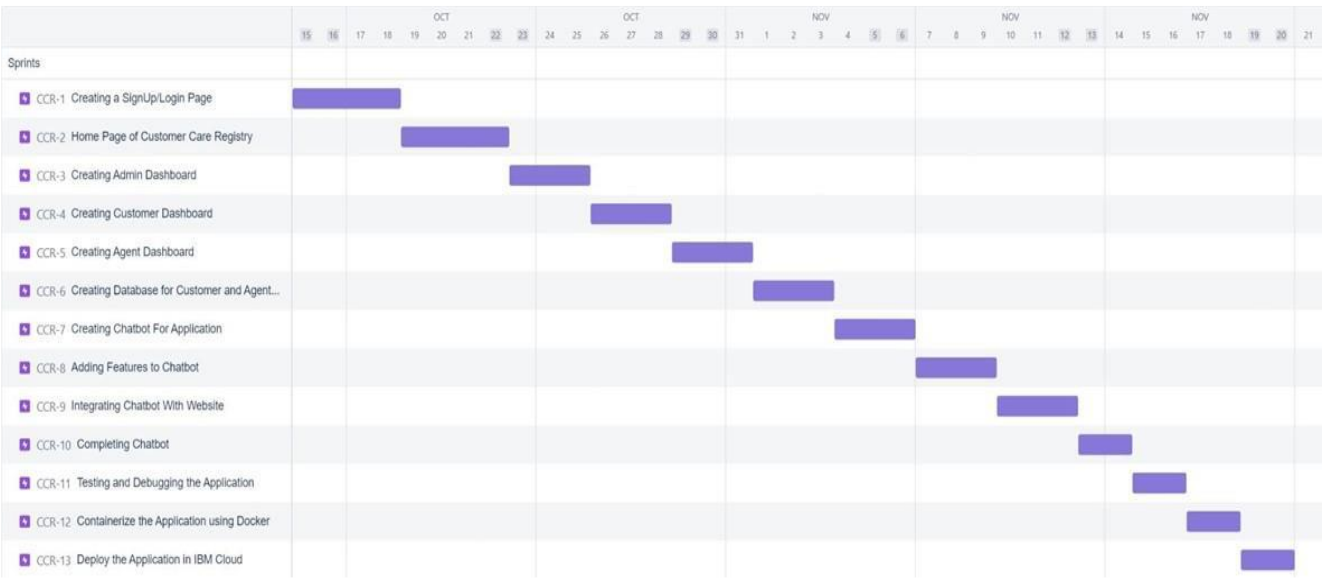 OCT OCT NOV NOV NOV
15 16 17 18 19 20 21 22 23 24 25 26 27 28 29 30 31 1 2 3 4 5 6 7 8 9 10 11 12 13 14 15 16 17 18 19 20 21
Sprints
CCR-1 Creating a SignUp/Login Page
CCR-2 Home Page of Customer Care Registry
CCR-3 Creating Admin Dashboard
CCR-4 Creating Customer Dashboard
CCR-5 Creating Agent Dashboard
CCR-6 Creating Database for Customer and Agent...
CCR-7 Creating Chatbot For Application
CCR-8 Adding Features to Chatbot
CCR-9 Integrating Chatbot With Website
CCR-10 Completing Chatbot
CCR-11 Testing and Debugging the Application
CCR-12 Containerize the Application using Docker
CCR-13 Deploy the Application in IBM Cloud